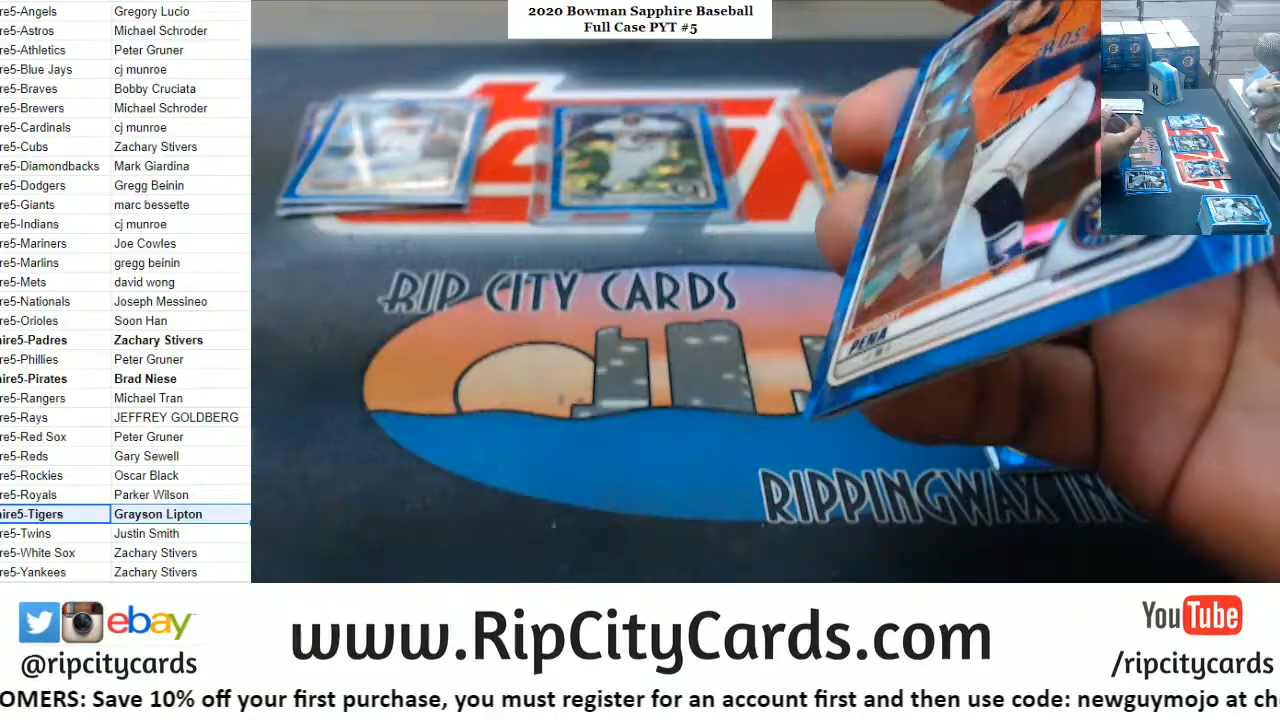 2020 Bowman Sapphire Baseball
Full Case PYT #5
re5-Angels Gregory Lucio
re5-Astros Michael Schroder
re5-Athletics Peter Gruner
re5-Blue Jays cj munroe
re5-Braves Bobby Cruciata
re5-Brewers Michael Schroder
re5-Cardinals cj munroe
re5-Cubs Zachary Stivers
re5-Diamondbacks Mark Giardina
re5-Dodgers Gregg Beinin
re5-Giants marc bessette
re5-Indians cj munroe
re5-Mariners Joe Cowles
re5-Marlins gregg beinin
re5-Mets david wong
re5-Nationals Joseph Messineo
re5-Orioles Soon Han
aire5-Padres Zachary Stivers
re5-Phillies Peter Gruner
aire5-Pirates Brad Niese
re5-Rangers Michael Tran
re5-Rays JEFFREY GOLDBERG
re5-Red Sox Peter Gruner
re5-Reds Gary Sewell
re5-Rockies Oscar Black
re5-Royals Parker Wilson
aire5-Tigers Grayson Lipton
re5-Twins Justin Smith
re5-White Sox Zachary Stivers
re5-Yankees Zachary Stivers
PENA
RIP CITY CARDS
RIPPINGWAX INC
ebay
@ripcitycards
www.RipCityCards.com
YouTube
/ripcitycards
OMERS: Save 10% off your first purchase, you must register for an account first and then use code: newguymojo at ch